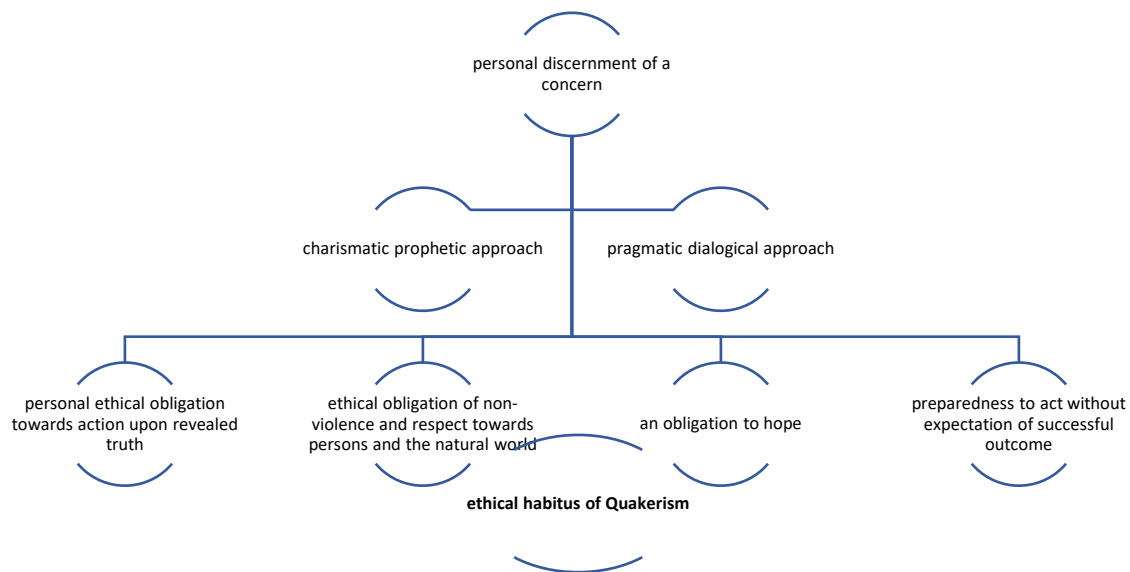 personal discernment of a
concern
charismatic prophetic approach
pragmatic dialogical approach
personal ethical obligation
towards action upon revealed
truth
ethical obligation of non-
violence and respect towards
persons and the natural world
an obligation to hope
preparedness to act without
expectation of successful
outcome
ethical habitus of Quakerism